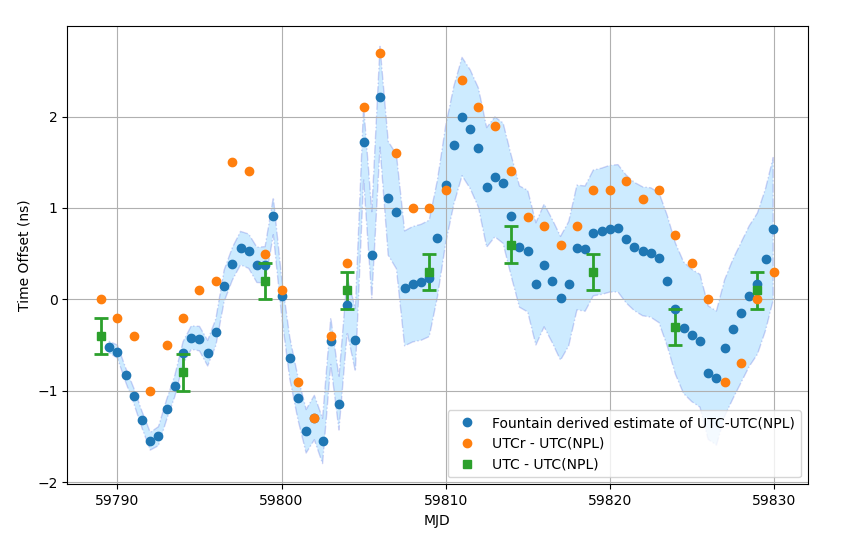 Time Offset (ns)
2
1
0
−1
−2
59790
59800
59810
59820
59830
MJD
Fountain derived estimate of UTC-UTC(NPL)
UTCr - UTC(NPL)
UTC - UTC(NPL)